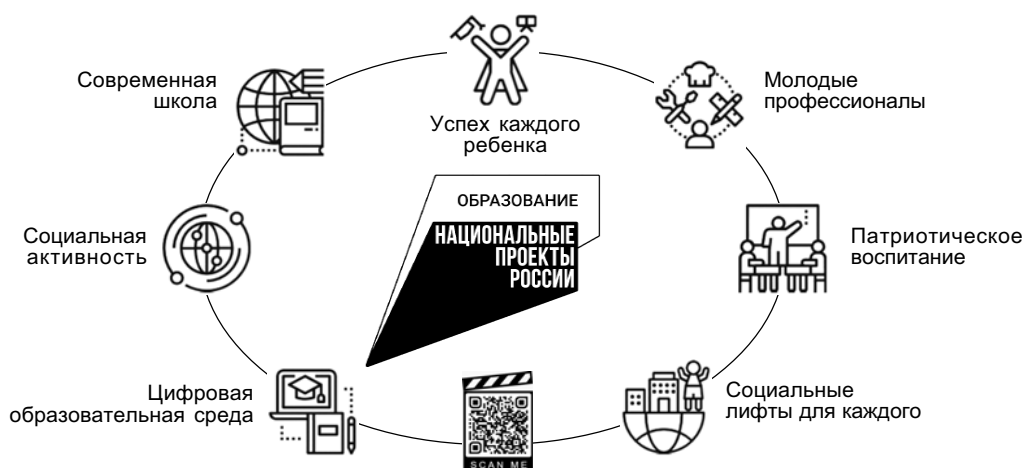 Успех каждого
ребенка
Современная
школа
Молодые
профессионалы
ОБРАЗОВАНИЕ
НАЦИОНАЛЬНЫЕ
ПРОЕКТЫ
РОССИИ
Социальная
активность
Патриотическое
воспитание
Цифровая
образовательная среда
Социальные
лифты для каждого
SCAN ME